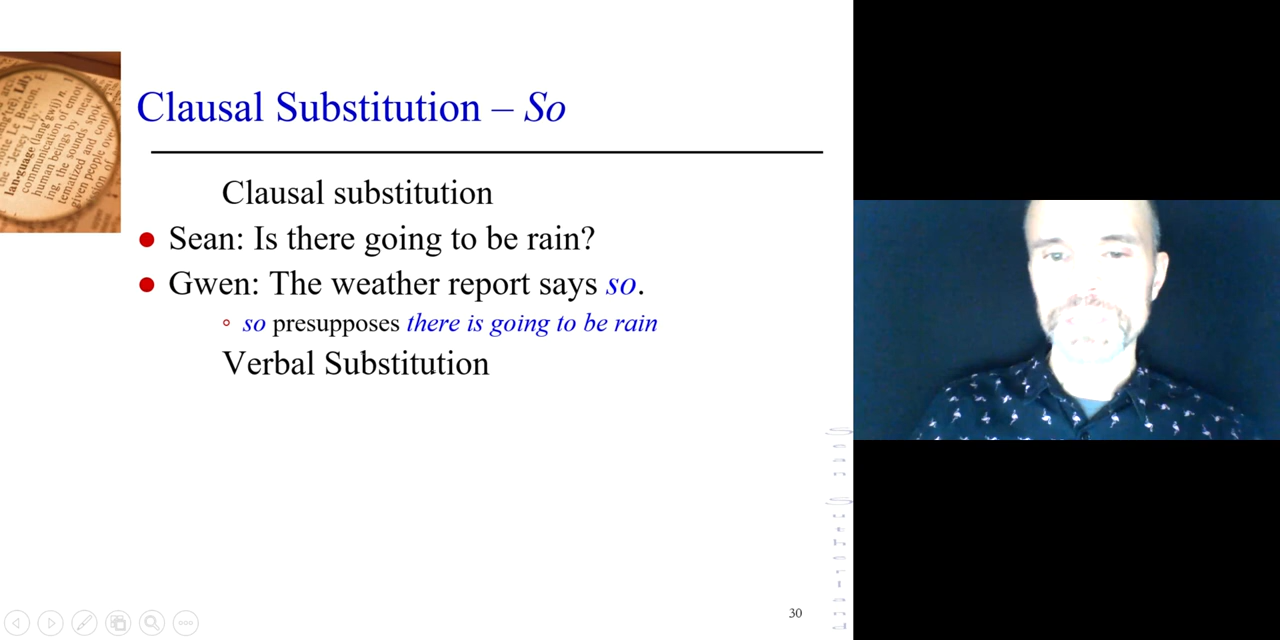 Clausal Substitution – So
Clausal substitution
Sean: Is there going to be rain?
Gwen: The weather report says so.
so presupposes there is going to be rain
Verbal Substitution
30